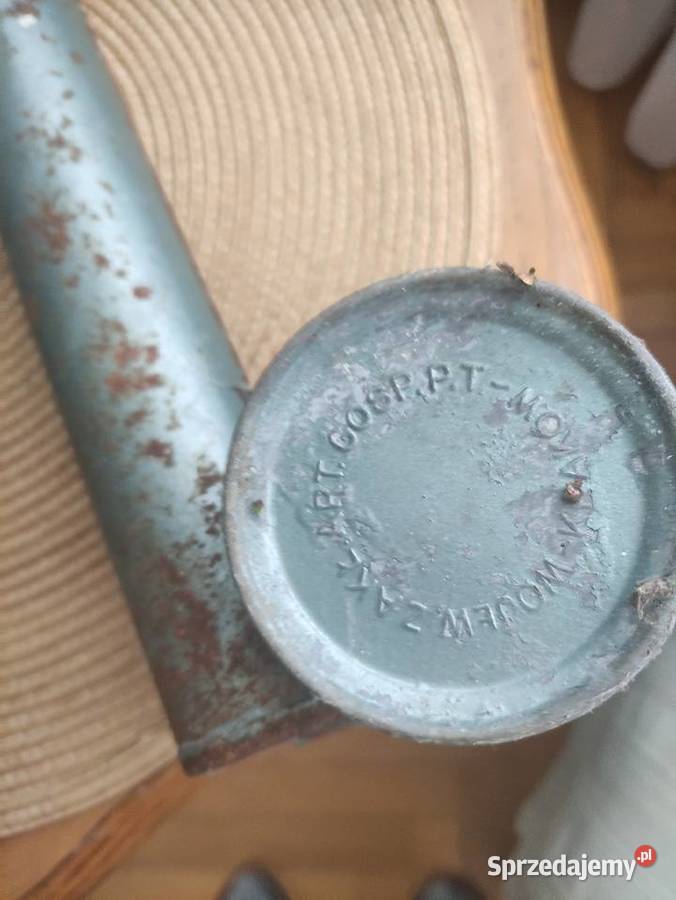 WOJEW. ZAKŁ. ART. GOSP. P.T. -
Sprzedajemy.pl